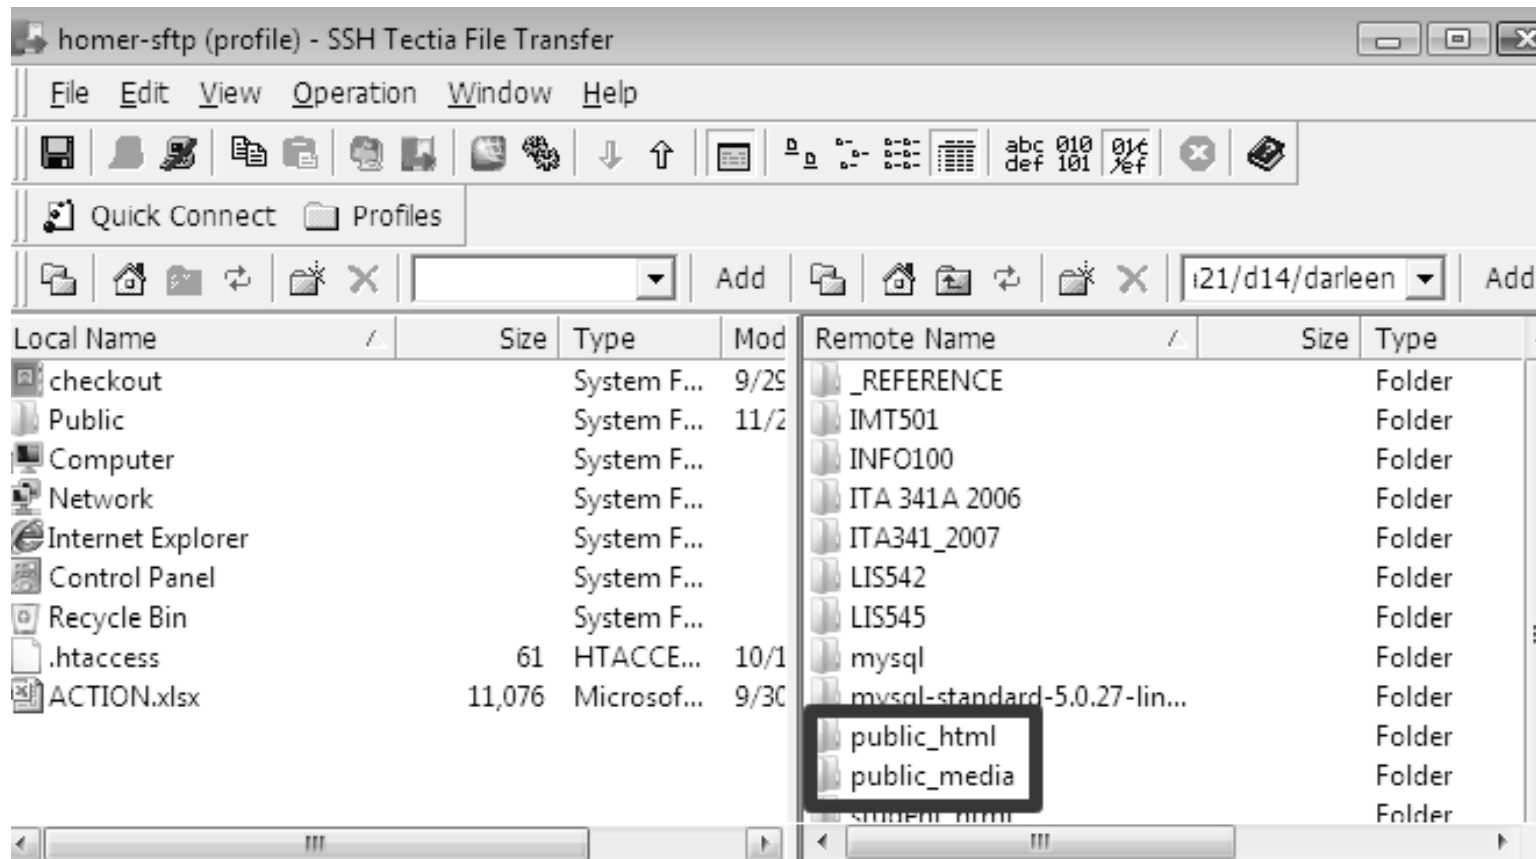 homer-sftp (profile) - SSH Tectia File Transfer
File Edit View Operation Window Help
abc 010
def 101
Quick Connect Profiles
Add 21/d14/darleen Add
Local Name Size Type Mod Remote Name Size Type
checkout System F... 9/29 _REFERENCE Folder
Public System F... 11/2 IMT501 Folder
Computer System F... INFO100 Folder
Network System F... ITA 341A 2006 Folder
Internet Explorer System F... ITA341_2007 Folder
Control Panel System F... LIS542 Folder
Recycle Bin System F... LIS545 Folder
.htaccess 61 HTACCE... 10/1 mysql Folder
ACTION.xlsx 11,076 Microsof... 9/30 mysql-standard-5.0.27-lin... Folder
public_html Folder
public_media Folder
student_html Folder